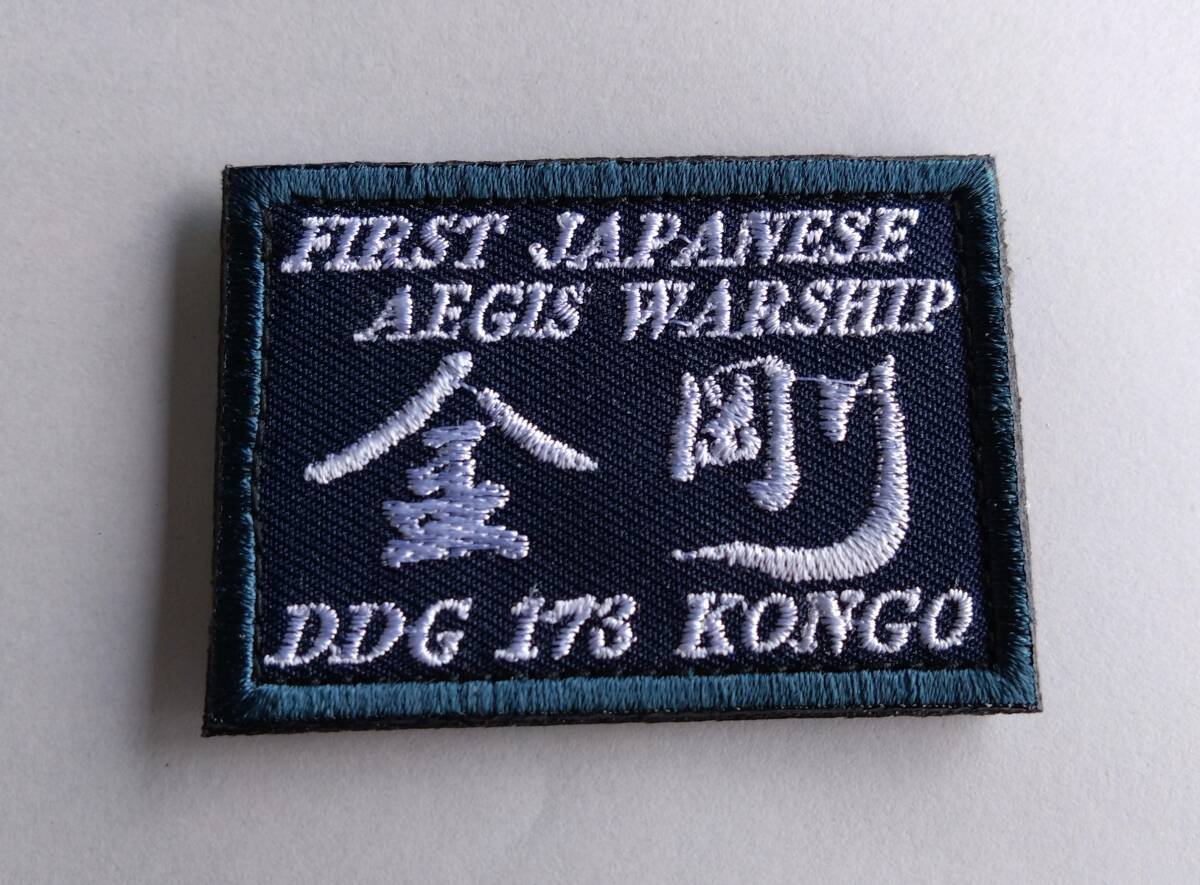 FIRST JAPANESE
AEGIS WARSHIP
金剛
DDG 173 KONGO